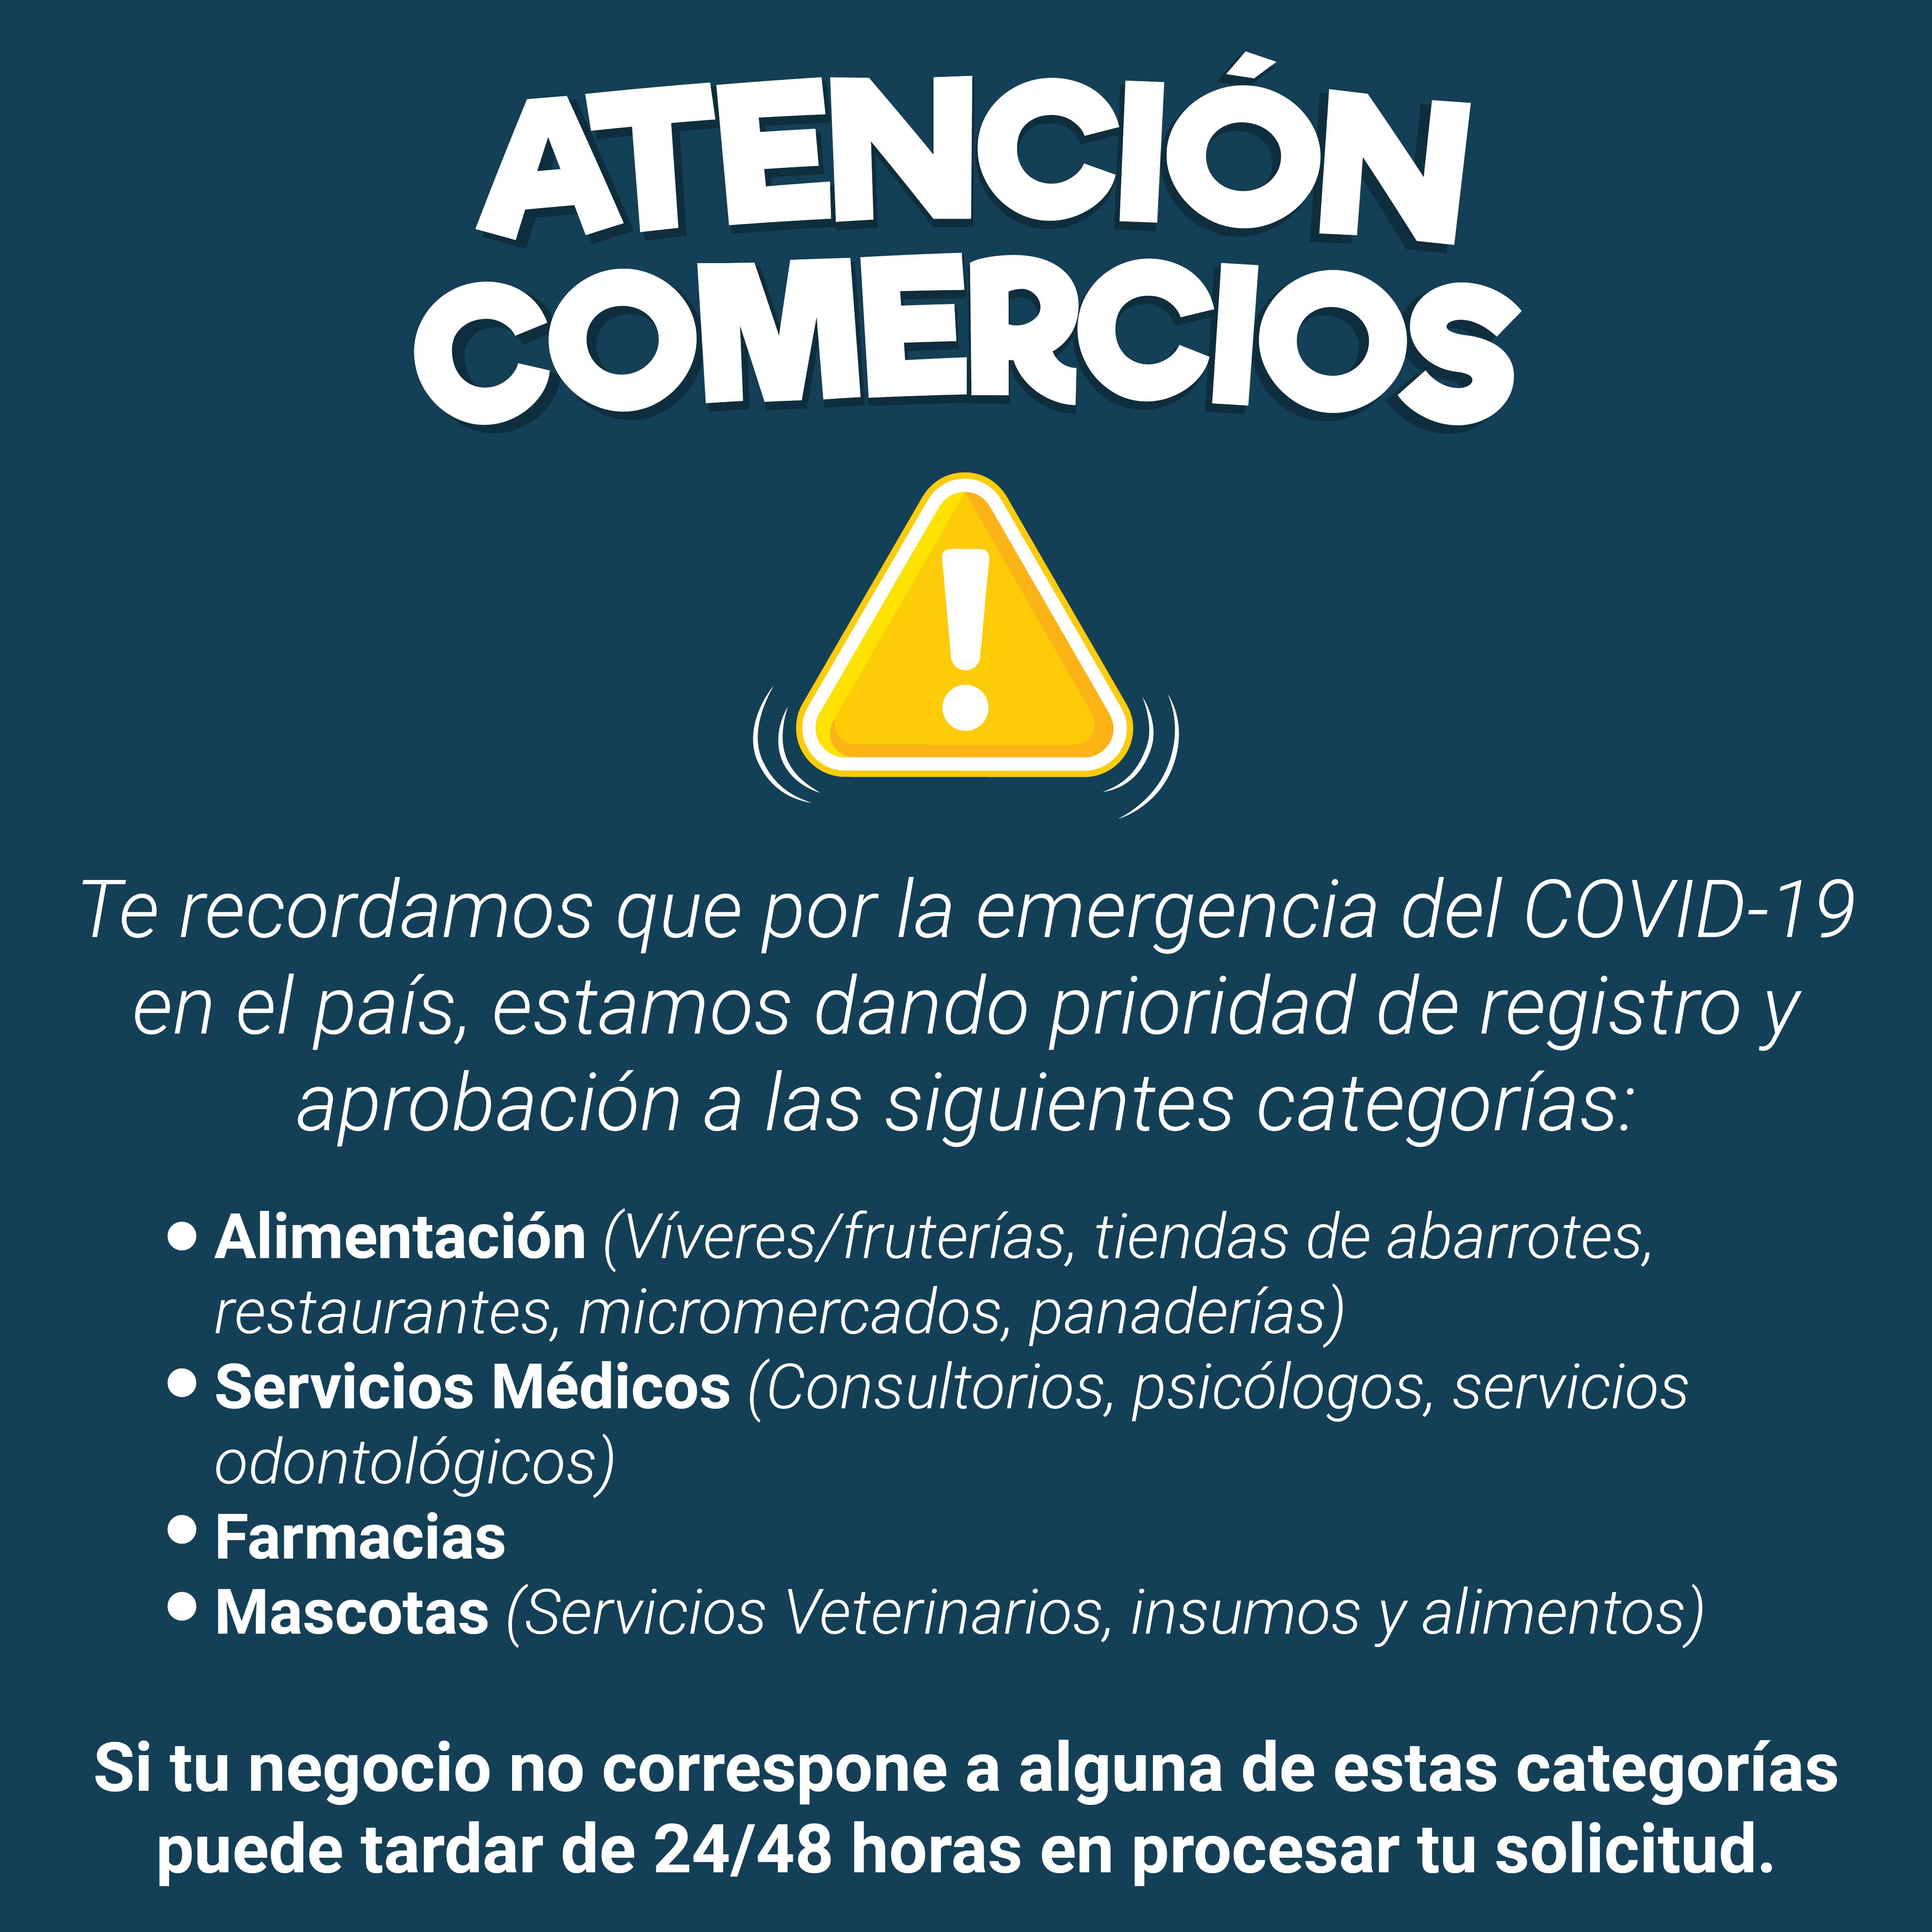 ATENCIÓN
COMERCIOS
!
Te recordamos que por la emergencia del COVID-19
en el país, estamos dando prioridad de registro y
aprobación a las siguientes categorías:
● Alimentación (Víveres/fruterías, tiendas de abarrotes,
restaurantes, micromercados, panaderías)
● Servicios Médicos (Consultorios, psicólogos, servicios
odontológicos)
● Farmacias
● Mascotas (Servicios Veterinarios, insumos y alimentos)
Si tu negocio no correspone a alguna de estas categorías
puede tardar de 24/48 horas en procesar tu solicitud.